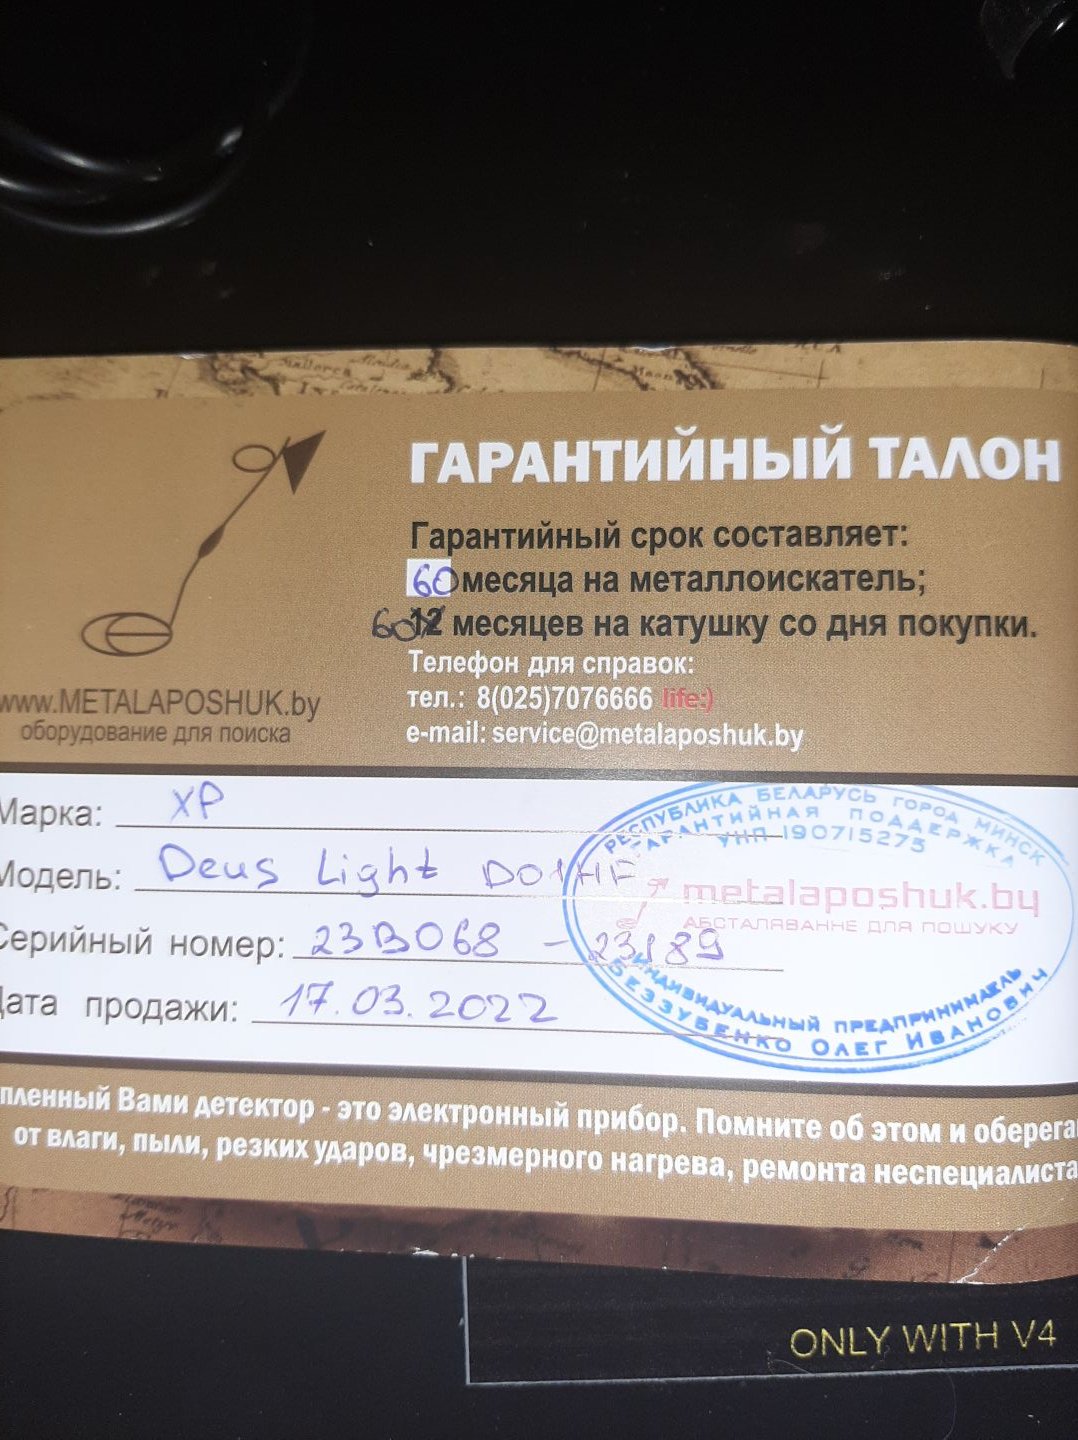 ГАРАНТИЙНЫЙ ТАЛОН
Гарантийный срок составляет:
60 месяца на металлоискатель;
60 12 месяцев на катушку со дня покупки.
Телефон для справок:
тел.: 8(025)7076666 life:)
e-mail: service@metalaposhuk.by
www.METALAPOSHUK.by
оборудование для поиска
Марка: XP
Модель: Deus Light D01HF
Серийный номер: 23B068 - 23189
Дата продажи: 17.03.2022
РЕСПУБЛИКА БЕЛАРУСЬ ГОРОД МИНСК
ГАРАНТИЙНАЯ ПОДДЕРЖКА
УНП 190715275
metalaposhuk.by
АБСТАЛЯВАННЕ ДЛЯ ПОШУКУ
ИНДИВИДУАЛЬНЫЙ ПРЕДПРИНИМАТЕЛЬ
БЕЗЗУБЕНКО ОЛЕГ ИВАНОВИЧ
пленный Вами детектор - это электронный прибор. Помните об этом и оберега
от влаги, пыли, резких ударов, чрезмерного нагрева, ремонта неспециалиста
ONLY WITH V4